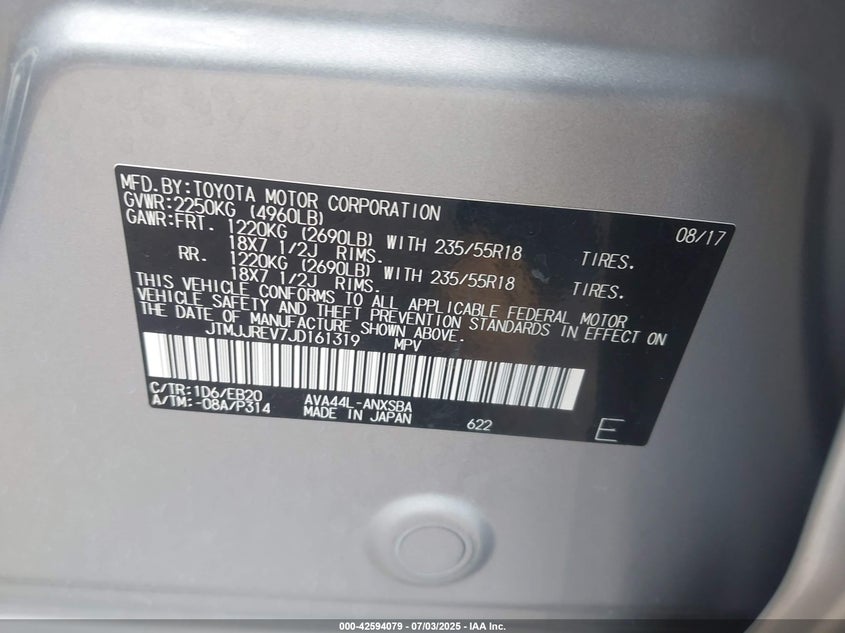 MFD.BY:TOYOTA MOTOR CORPORATION 08/17
GVWR:2250KG (4960LB)
GAWR:FRT. 1220KG (2690LB) WITH 235/55R18 TIRES.
18X7 1/2J RIMS.
RR. 1220KG (2690LB) WITH 235/55R18 TIRES.
18X7 1/2J RIMS.
THIS VEHICLE CONFORMS TO ALL APPLICABLE FEDERAL MOTOR
VEHICLE SAFETY AND THEFT PREVENTION STANDARDS IN EFFECT ON
THE DATE OF MANUFACTURE SHOWN ABOVE.
JTMJJREV7JD161319 MPV
C/TR:1D6/EB20 AVA44L-ANXSBA
A/TM:-08A/P314 MADE IN JAPAN 622 E
000-42594079 - 07/03/2025 - IAA Inc.